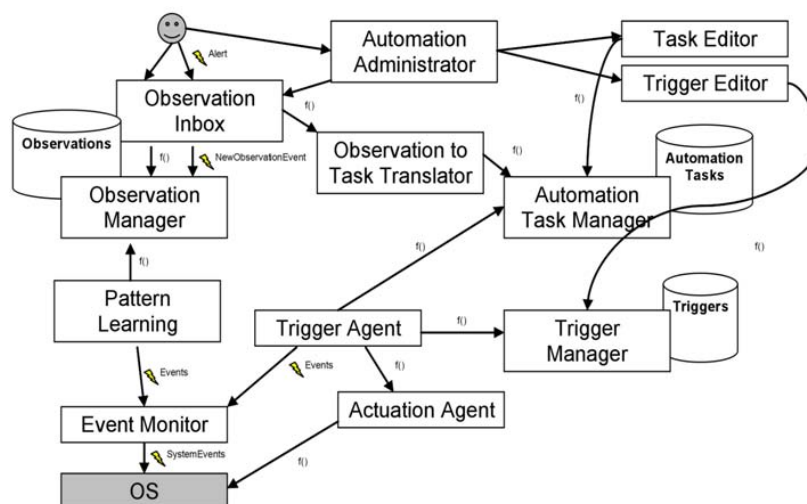 Alert
Automation
Administrator
Task Editor
Trigger Editor
f()
f()
Observation
Inbox
Observations
f()
NewObservationEvent
Observation to
Task Translator
f()
Automation
Tasks
Observation
Manager
Automation
Task Manager
f()
f()
f()
Pattern
Learning
Trigger Agent
f()
Trigger
Manager
Triggers
Events
Events
f()
Event Monitor
Actuation Agent
SystemEvents
f()
OS